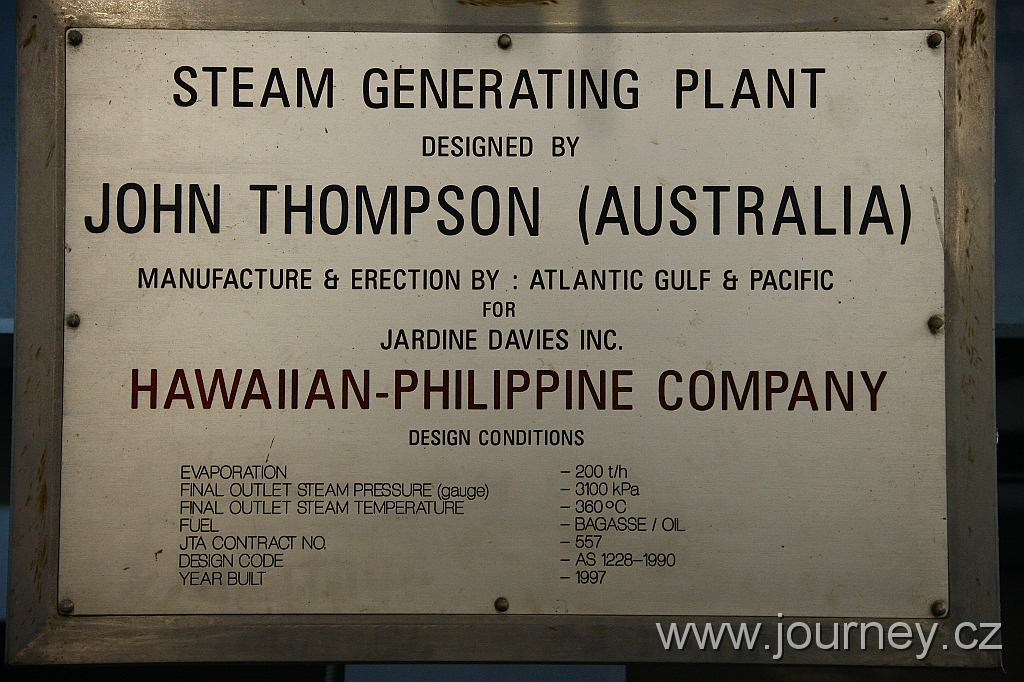 STEAM GENERATING PLANT
DESIGNED BY
JOHN THOMPSON (AUSTRALIA)
MANUFACTURE & ERECTION BY : ATLANTIC GULF & PACIFIC
FOR
JARDINE DAVIES INC.
HAWAIIAN-PHILIPPINE COMPANY
DESIGN CONDITIONS
EVAPORATION – 200 t/h
FINAL OUTLET STEAM PRESSURE (gauge) – 3100 kPa
FINAL OUTLET STEAM TEMPERATURE – 360°C
FUEL – BAGASSE / OIL
JTA CONTRACT NO. – 557
DESIGN CODE – AS 1228–1990
YEAR BUILT – 1997
www.journey.cz